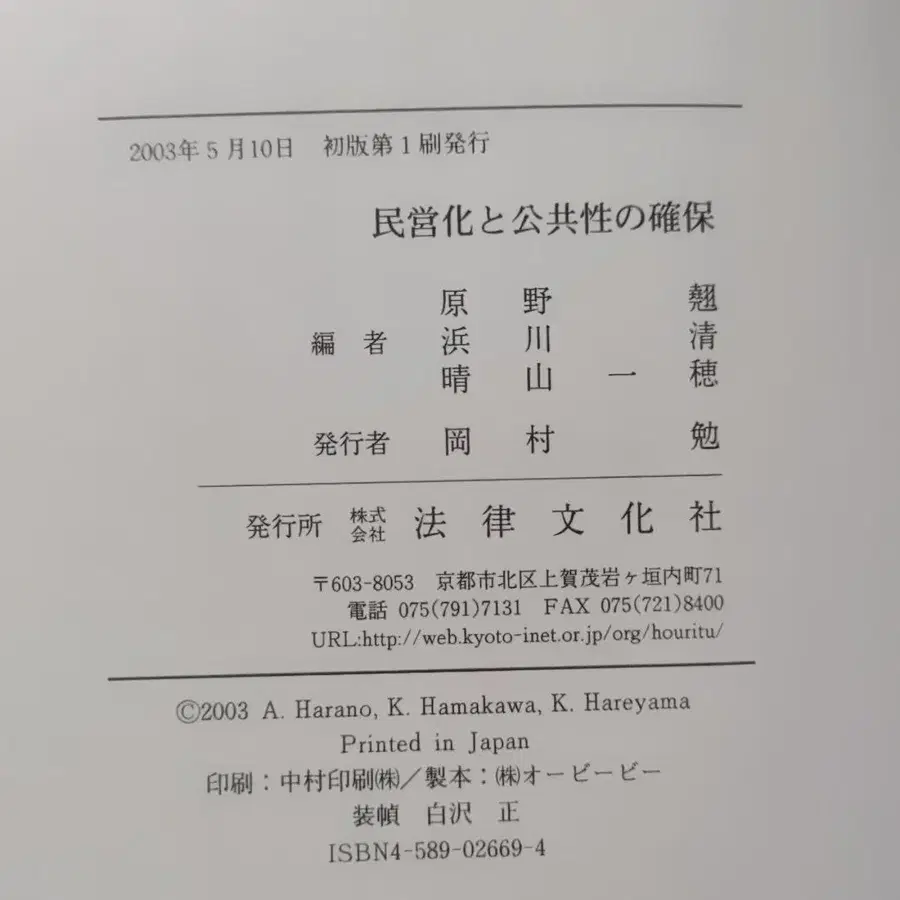 2003年5月10日　初版第1刷発行
民営化と公共性の確保
原野　翹
編者　浜川　清
晴山一穂
発行者　岡村　勉
発行所　株式会社　法律文化社
〒603-8053　京都市北区上賀茂岩ヶ垣内町71
電話 075(791)7131　FAX 075(721)8400
URL:http://web.kyoto-inet.or.jp/org/houritu/
©2003 A. Harano, K. Hamakawa, K. Hareyama
Printed in Japan
印刷：中村印刷㈱／製本：㈱オービービー
装幀　白沢　正
ISBN4-589-02669-4